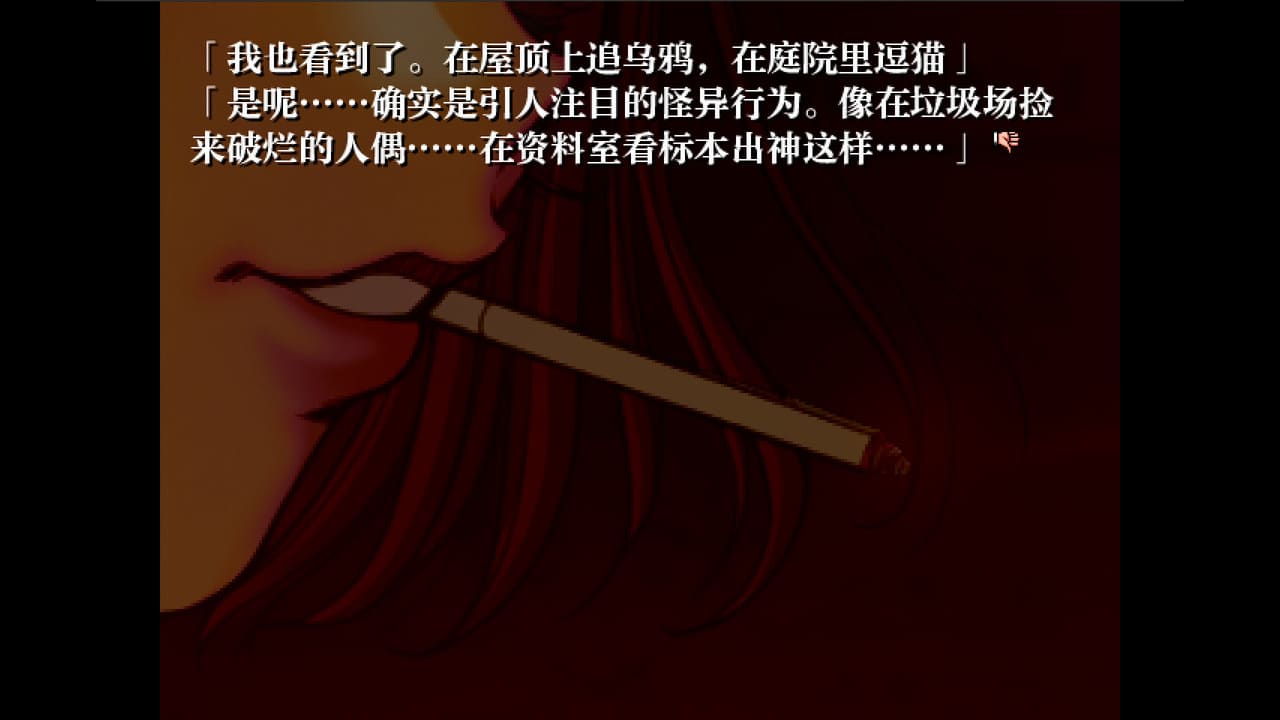 「我也看到了。在屋顶上追乌鸦，在庭院里逗猫」
「是呢……确实是引人注目的怪异行为。像在垃圾场捡
来破烂的人偶……在资料室看标本出神这样……」